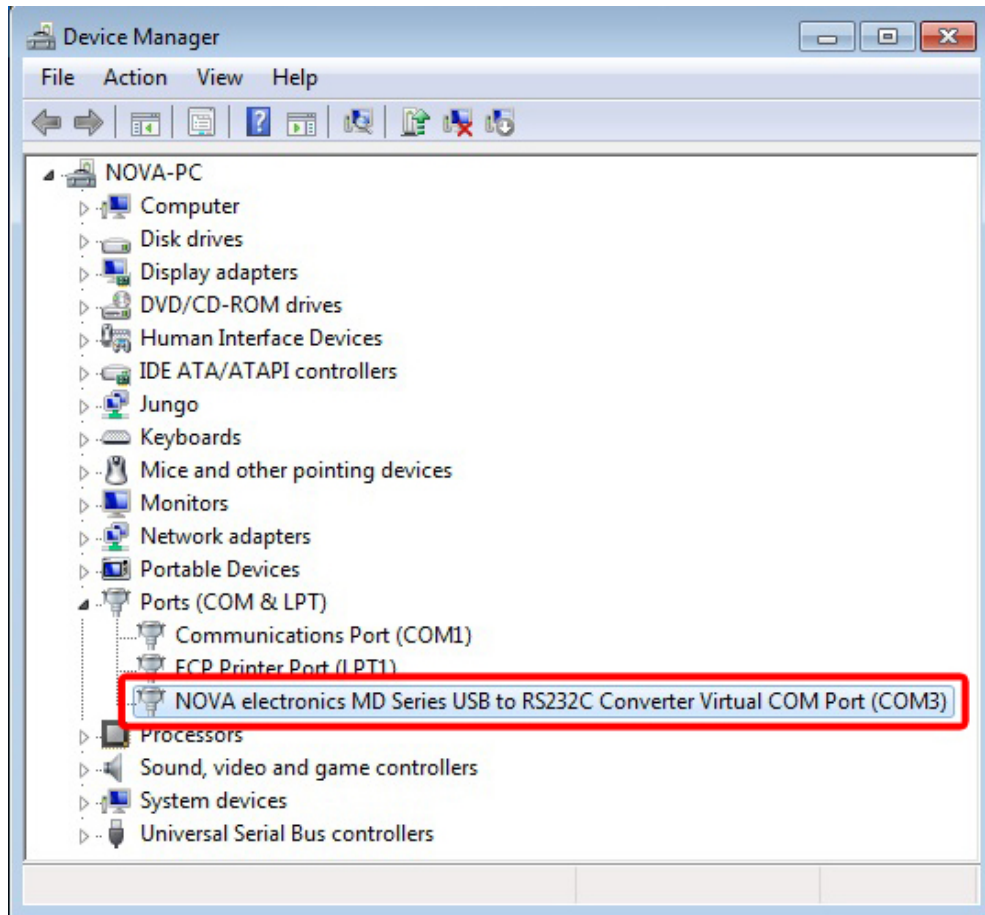 Device Manager
File Action View Help
NOVA-PC
Computer
Disk drives
Display adapters
DVD/CD-ROM drives
Human Interface Devices
IDE ATA/ATAPI controllers
Jungo
Keyboards
Mice and other pointing devices
Monitors
Network adapters
Portable Devices
Ports (COM & LPT)
Communications Port (COM1)
ECP Printer Port (LPT1)
NOVA electronics MD Series USB to RS232C Converter Virtual COM Port (COM3)
Processors
Sound, video and game controllers
System devices
Universal Serial Bus controllers